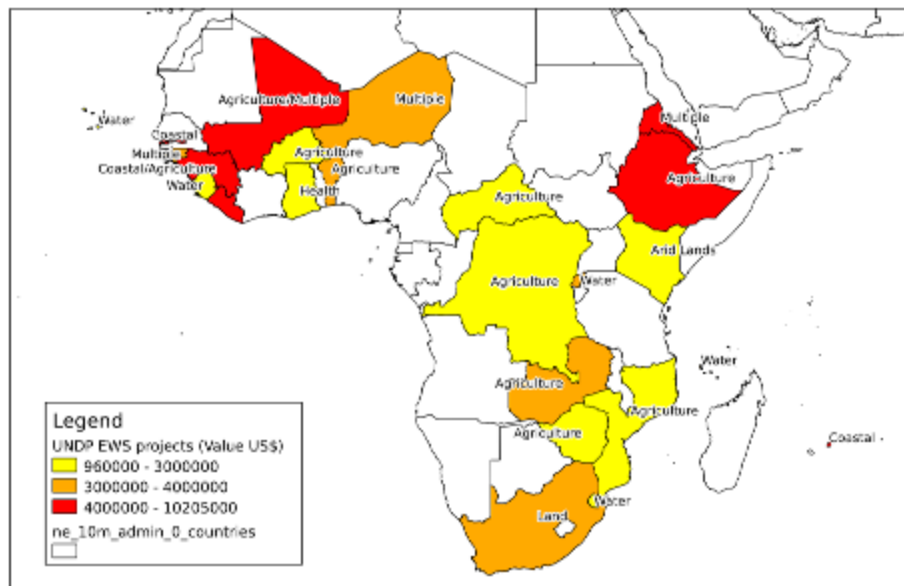 Agriculture/Multiple
Multiple
Water
Coastal
Multiple
Agriculture
Multiple
Coastal/Agriculture
Agriculture
Agriculture
Water
Health
Agriculture
Arid Lands
Agriculture
Water
Water
Agriculture
/Agriculture
Agriculture
Coastal
Water
Land
Legend
UNDP EWS projects (Value US$)
960000 - 3000000
3000000 - 4000000
4000000 - 10205000
ne_10m_admin_0_countries